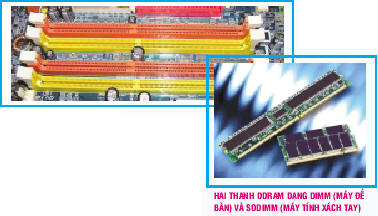 HAI THANH DDRAM DẠNG DIMM (MÁY ĐỂ
BÀN) VÀ SODIMM (MÁY TÍNH XÁCH TAY)